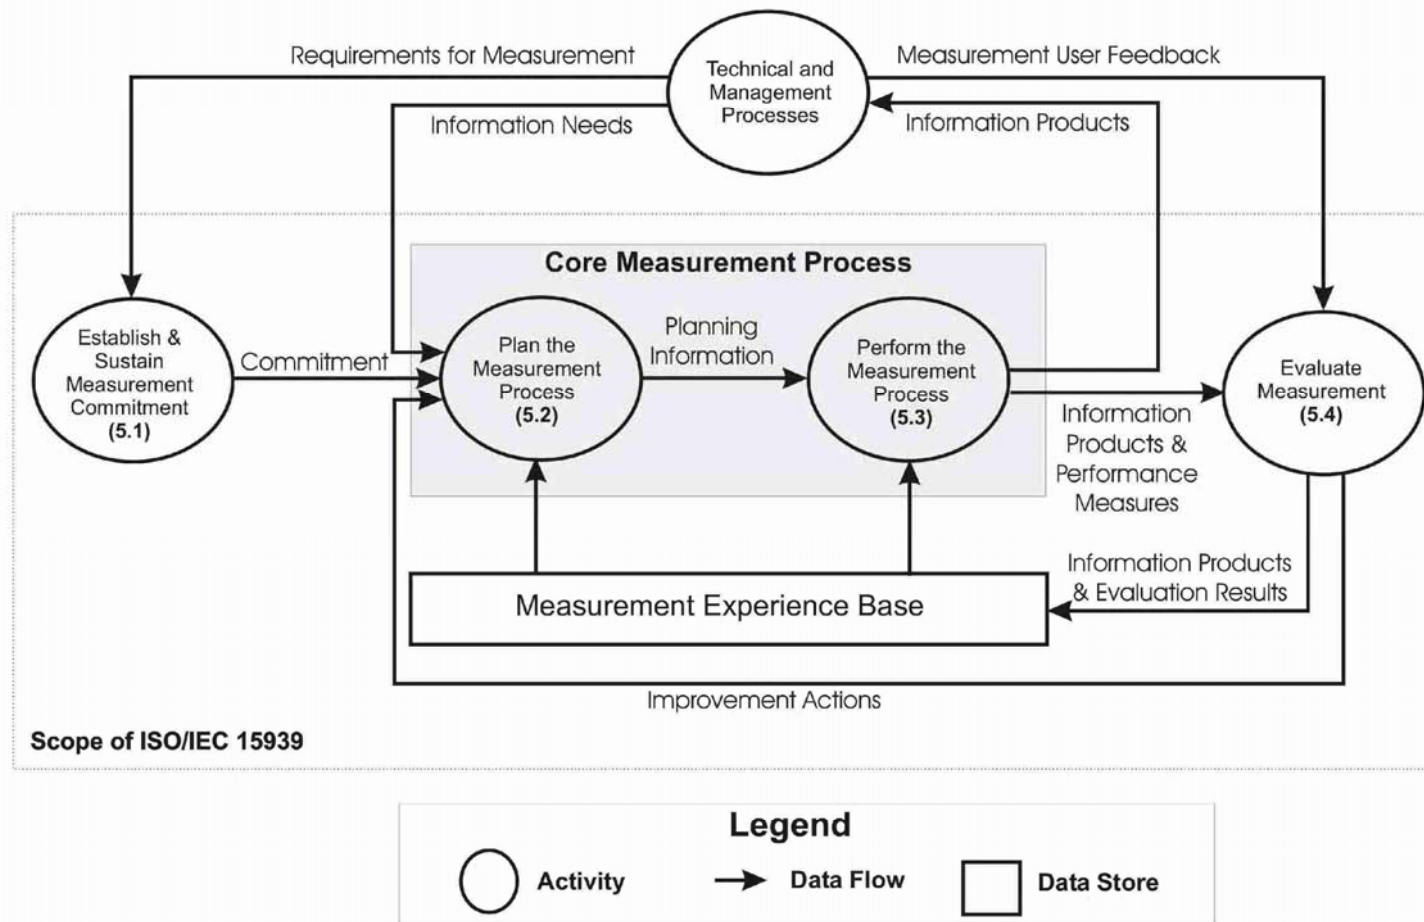 Requirements for Measurement
Technical and
Management
Processes
Measurement User Feedback
Information Needs
Information Products
Core Measurement Process
Establish &
Sustain
Measurement
Commitment
(5.1)
Commitment
Plan the
Measurement
Process
(5.2)
Planning
Information
Perform the
Measurement
Process
(5.3)
Information
Products &
Performance
Measures
Evaluate
Measurement
(5.4)
Measurement Experience Base
Information Products
& Evaluation Results
Improvement Actions
Scope of ISO/IEC 15939
Legend
Activity
Data Flow
Data Store